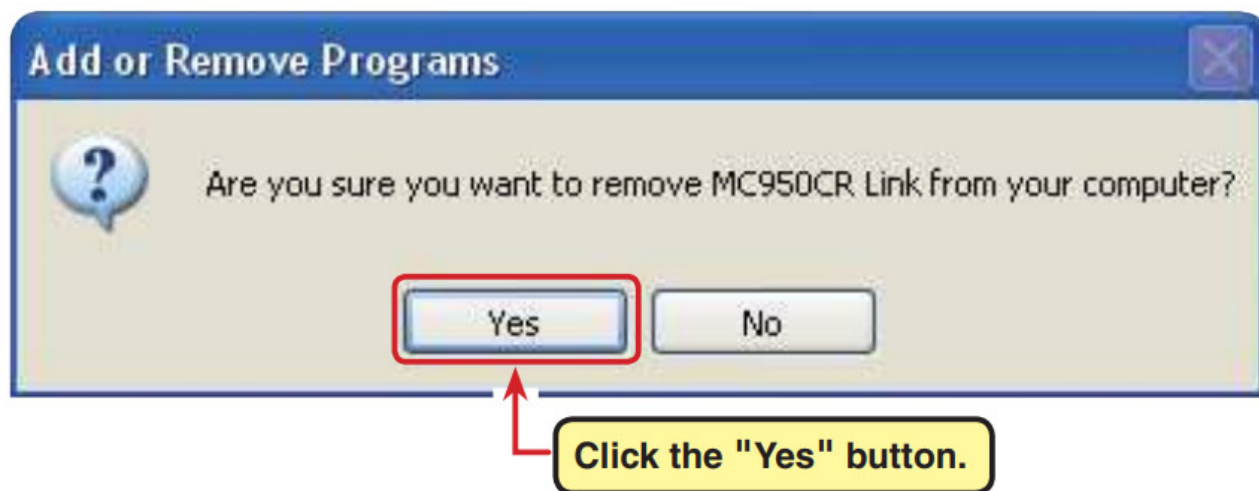 Add or Remove Programs
?
Are you sure you want to remove MC950CR Link from your computer?
Yes No
Click the "Yes" button.